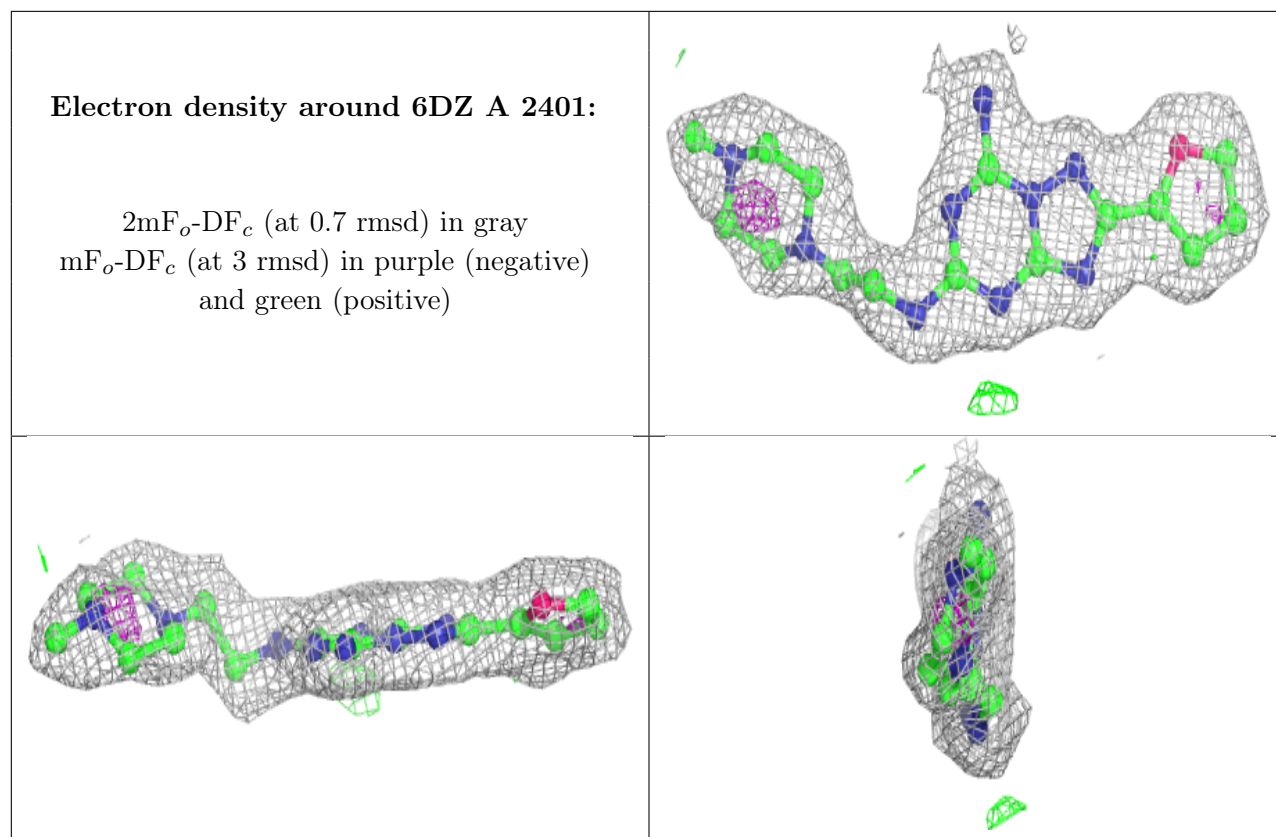 Electron density around 6DZ A 2401:
2mFₒ-DF𝒸 (at 0.7 rmsd) in gray
mFₒ-DF𝒸 (at 3 rmsd) in purple (negative)
and green (positive)